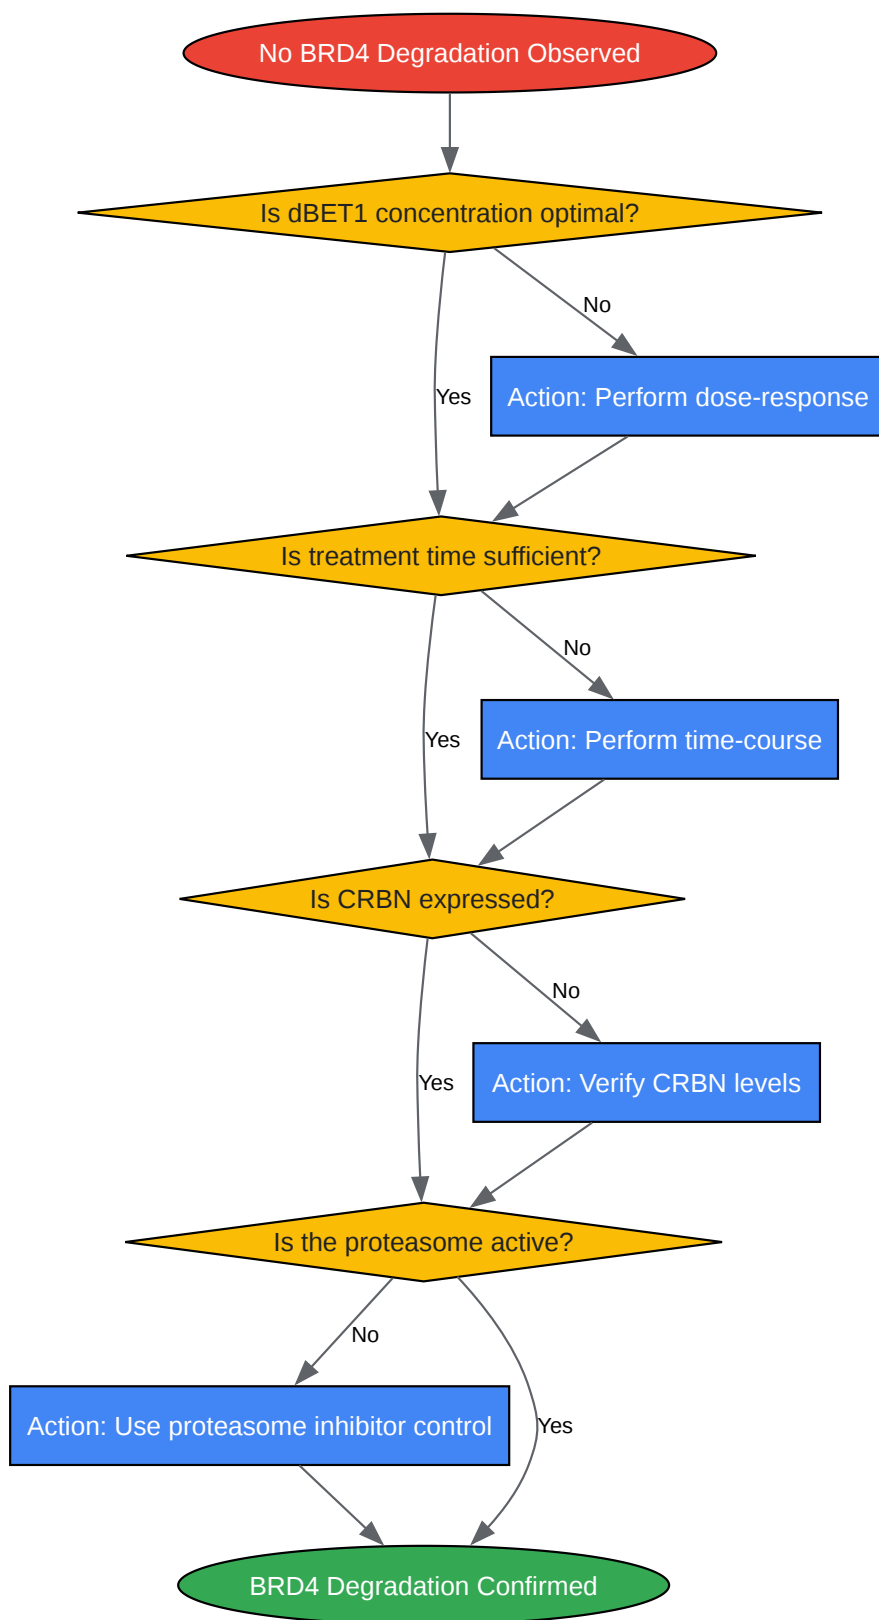 No BRD4 Degradation Observed
Is dBET1 concentration optimal?
No
Yes
Action: Perform dose-response
Is treatment time sufficient?
No
Yes
Action: Perform time-course
Is CRBN expressed?
No
Yes
Action: Verify CRBN levels
Is the proteasome active?
No
Action: Use proteasome inhibitor control
Yes
BRD4 Degradation Confirmed